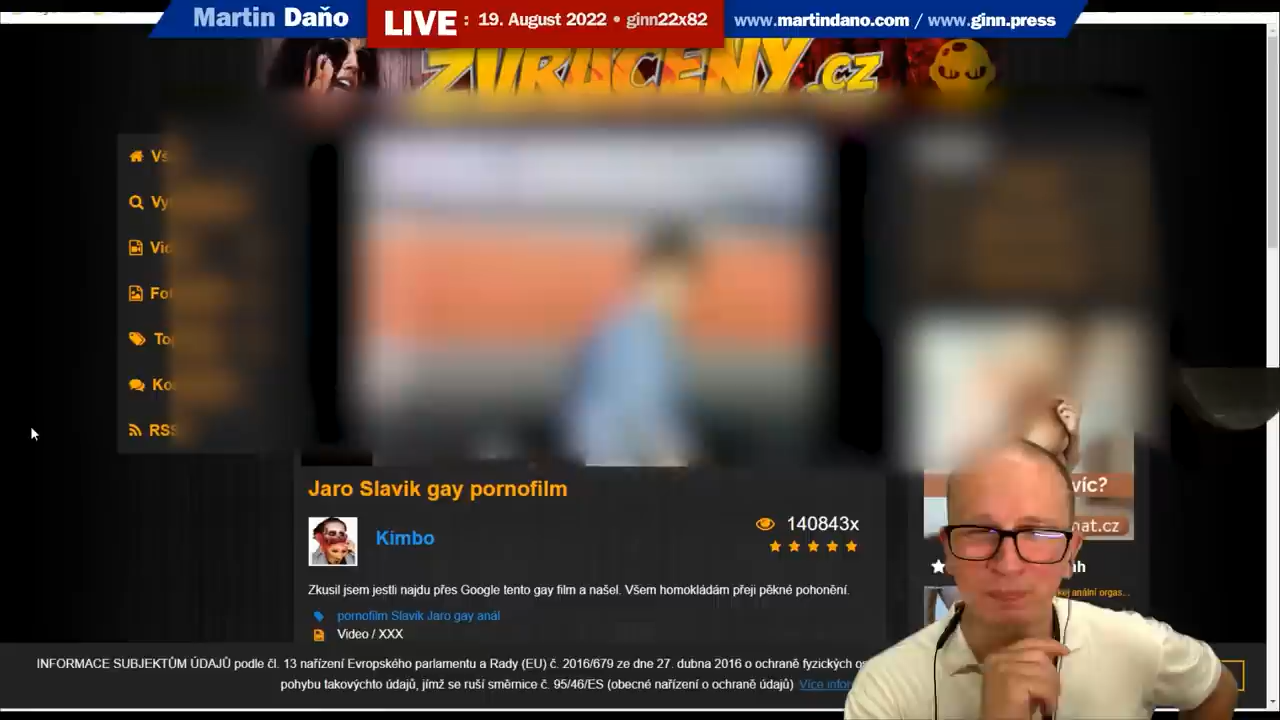 Martin Daňo
LIVE : 19. August 2022 • ginn22x82
www.martindano.com / www.ginn.press
ZVRÁCENÝ.cz
RSS
Jaro Slavik gay pornofilm
Kimbo
140843x
Zkusil jsem jestli najdu přes Google tento gay film a našel. Všem homokládám přeji pěkné pohonění.
pornofilm Slavik Jaro gay anál
Video / XXX
víc?
nat.cz
INFORMACE SUBJEKTŮM ÚDAJŮ podle čl. 13 nařízení Evropského parlamentu a Rady (EU) č. 2016/679 ze dne 27. dubna 2016 o ochraně fyzických
pohybu takovýchto údajů, jímž se ruší směrnice č. 95/46/ES (obecné nařízení o ochraně údajů) Více